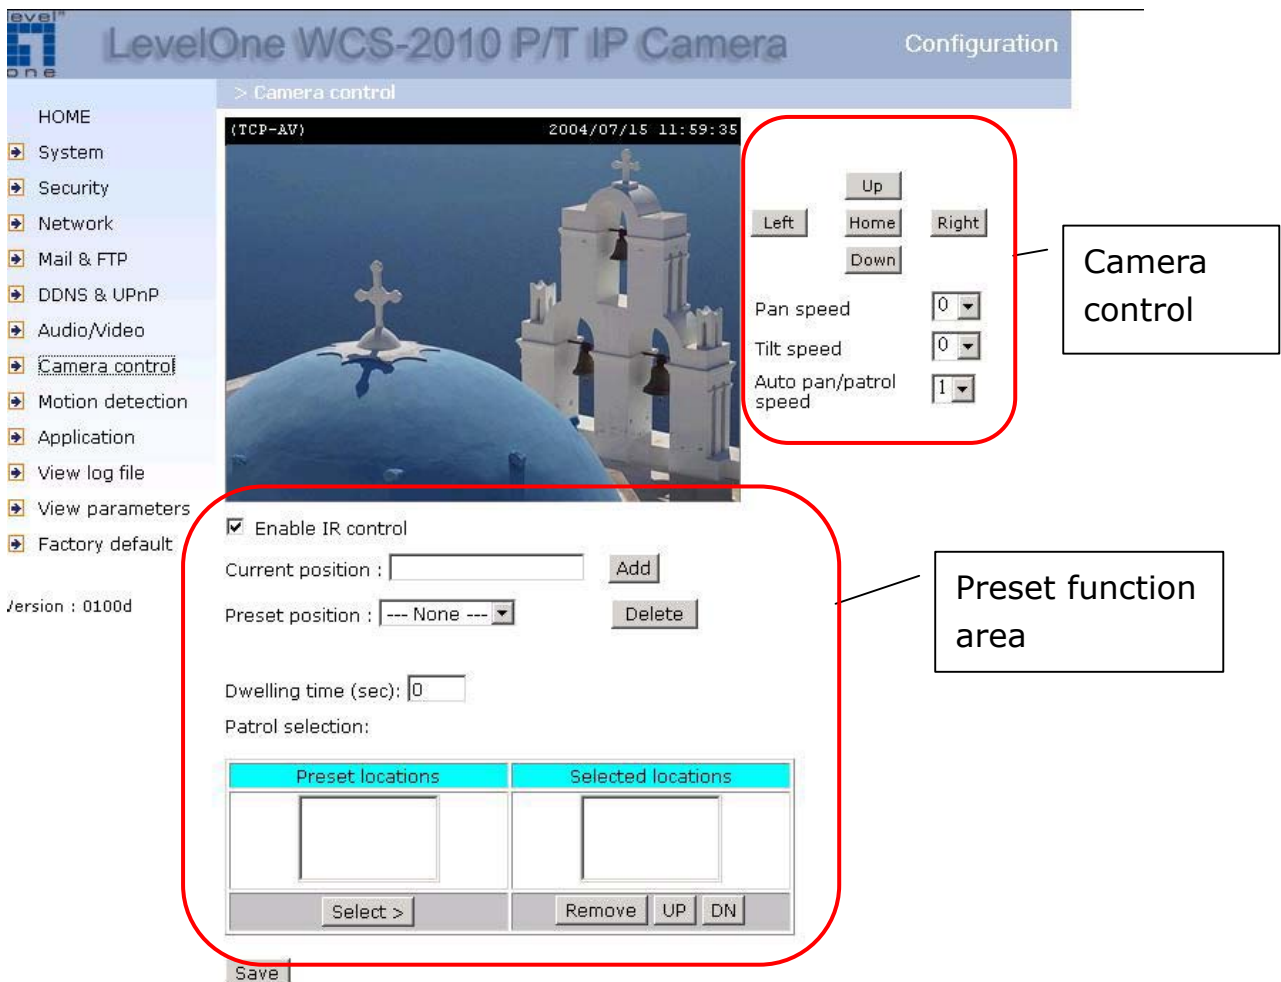 level™
one
LevelOne WCS-2010 P/T IP Camera
Configuration
> Camera control
HOME
System
Security
Network
Mail & FTP
DDNS & UPnP
Audio/Video
Camera control
Motion detection
Application
View log file
View parameters
Factory default
Version : 0100d
(TCP-AV) 2004/07/15 11:59:35
Up
Left Home Right
Down
Pan speed 0
Tilt speed 0
Auto pan/patrol speed 1
Camera control
Enable IR control
Current position : Add
Preset position : --- None --- Delete
Dwelling time (sec): 0
Patrol selection:
Preset locations Selected locations
Select > Remove UP DN
Save
Preset function area